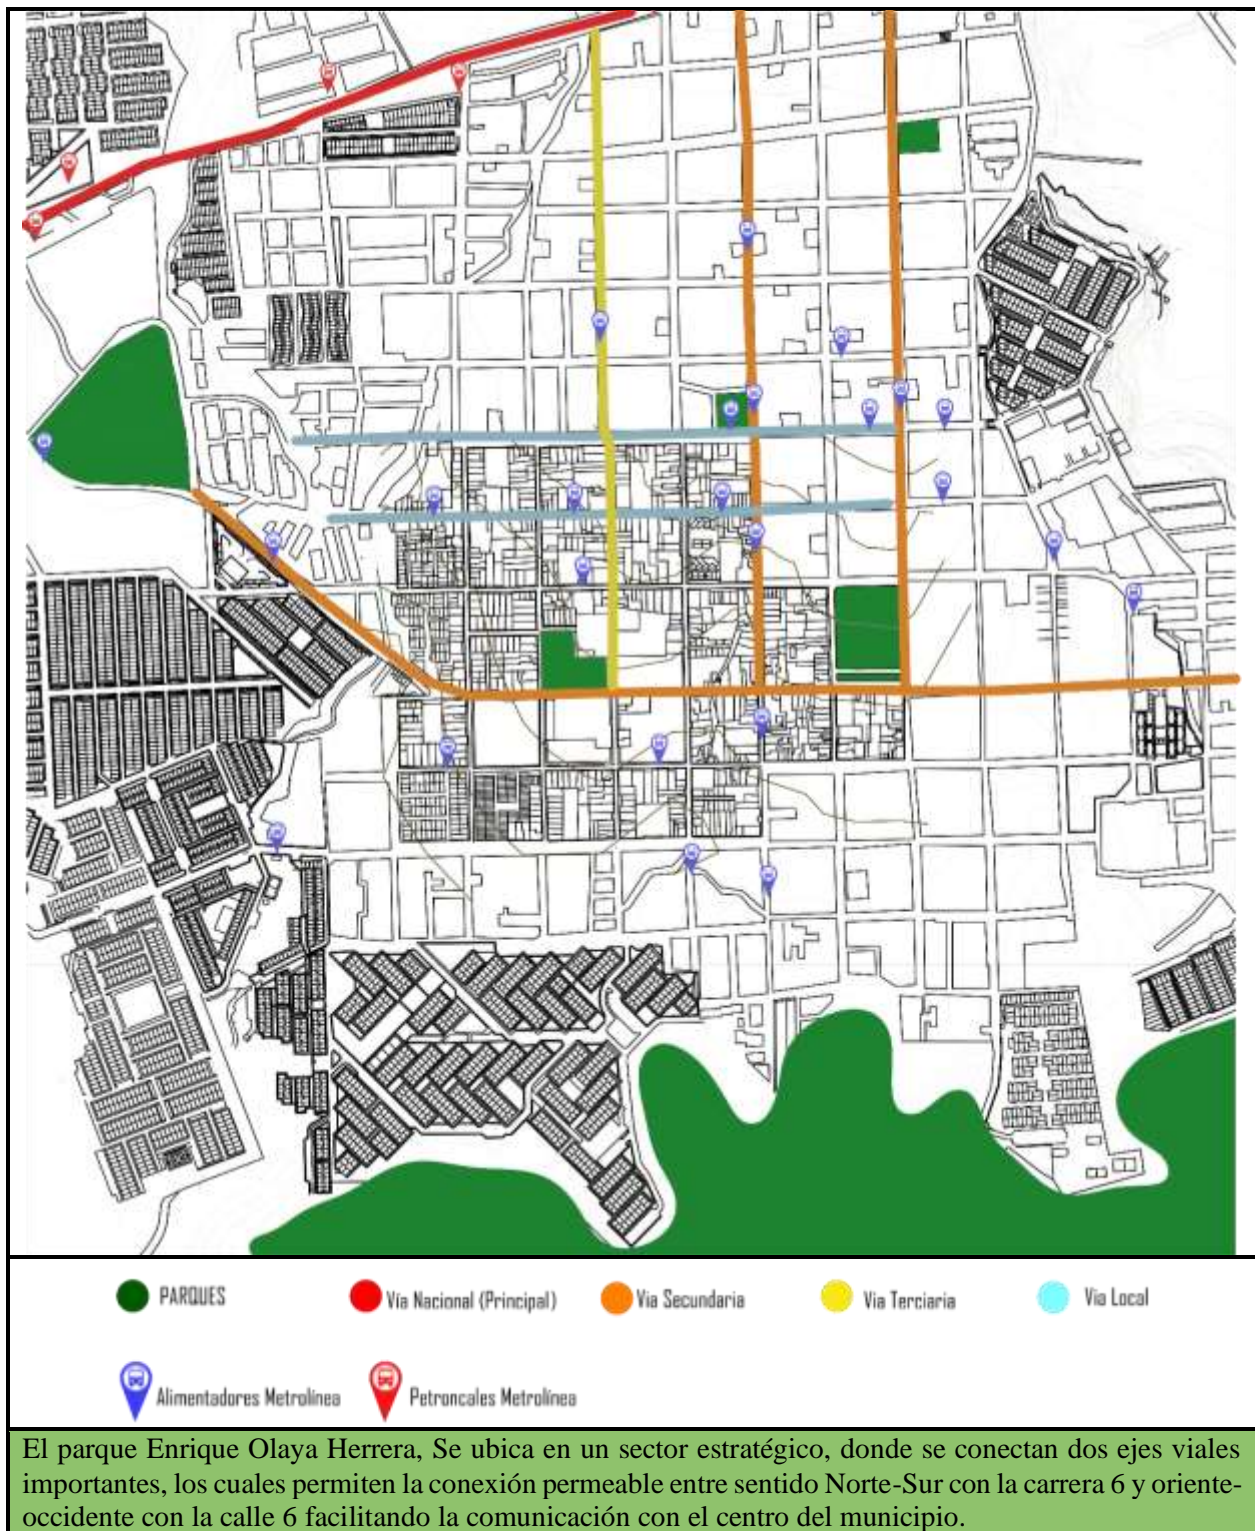 PARQUES
Vía Nacional (Principal)
Via Secundaria
Via Terciaria
Via Local
Alimentadores Metrolínea
Petroncales Metrolínea
El parque Enrique Olaya Herrera, Se ubica en un sector estratégico, donde se conectan dos ejes viales
importantes, los cuales permiten la conexión permeable entre sentido Norte-Sur con la carrera 6 y oriente-
occidente con la calle 6 facilitando la comunicación con el centro del municipio.